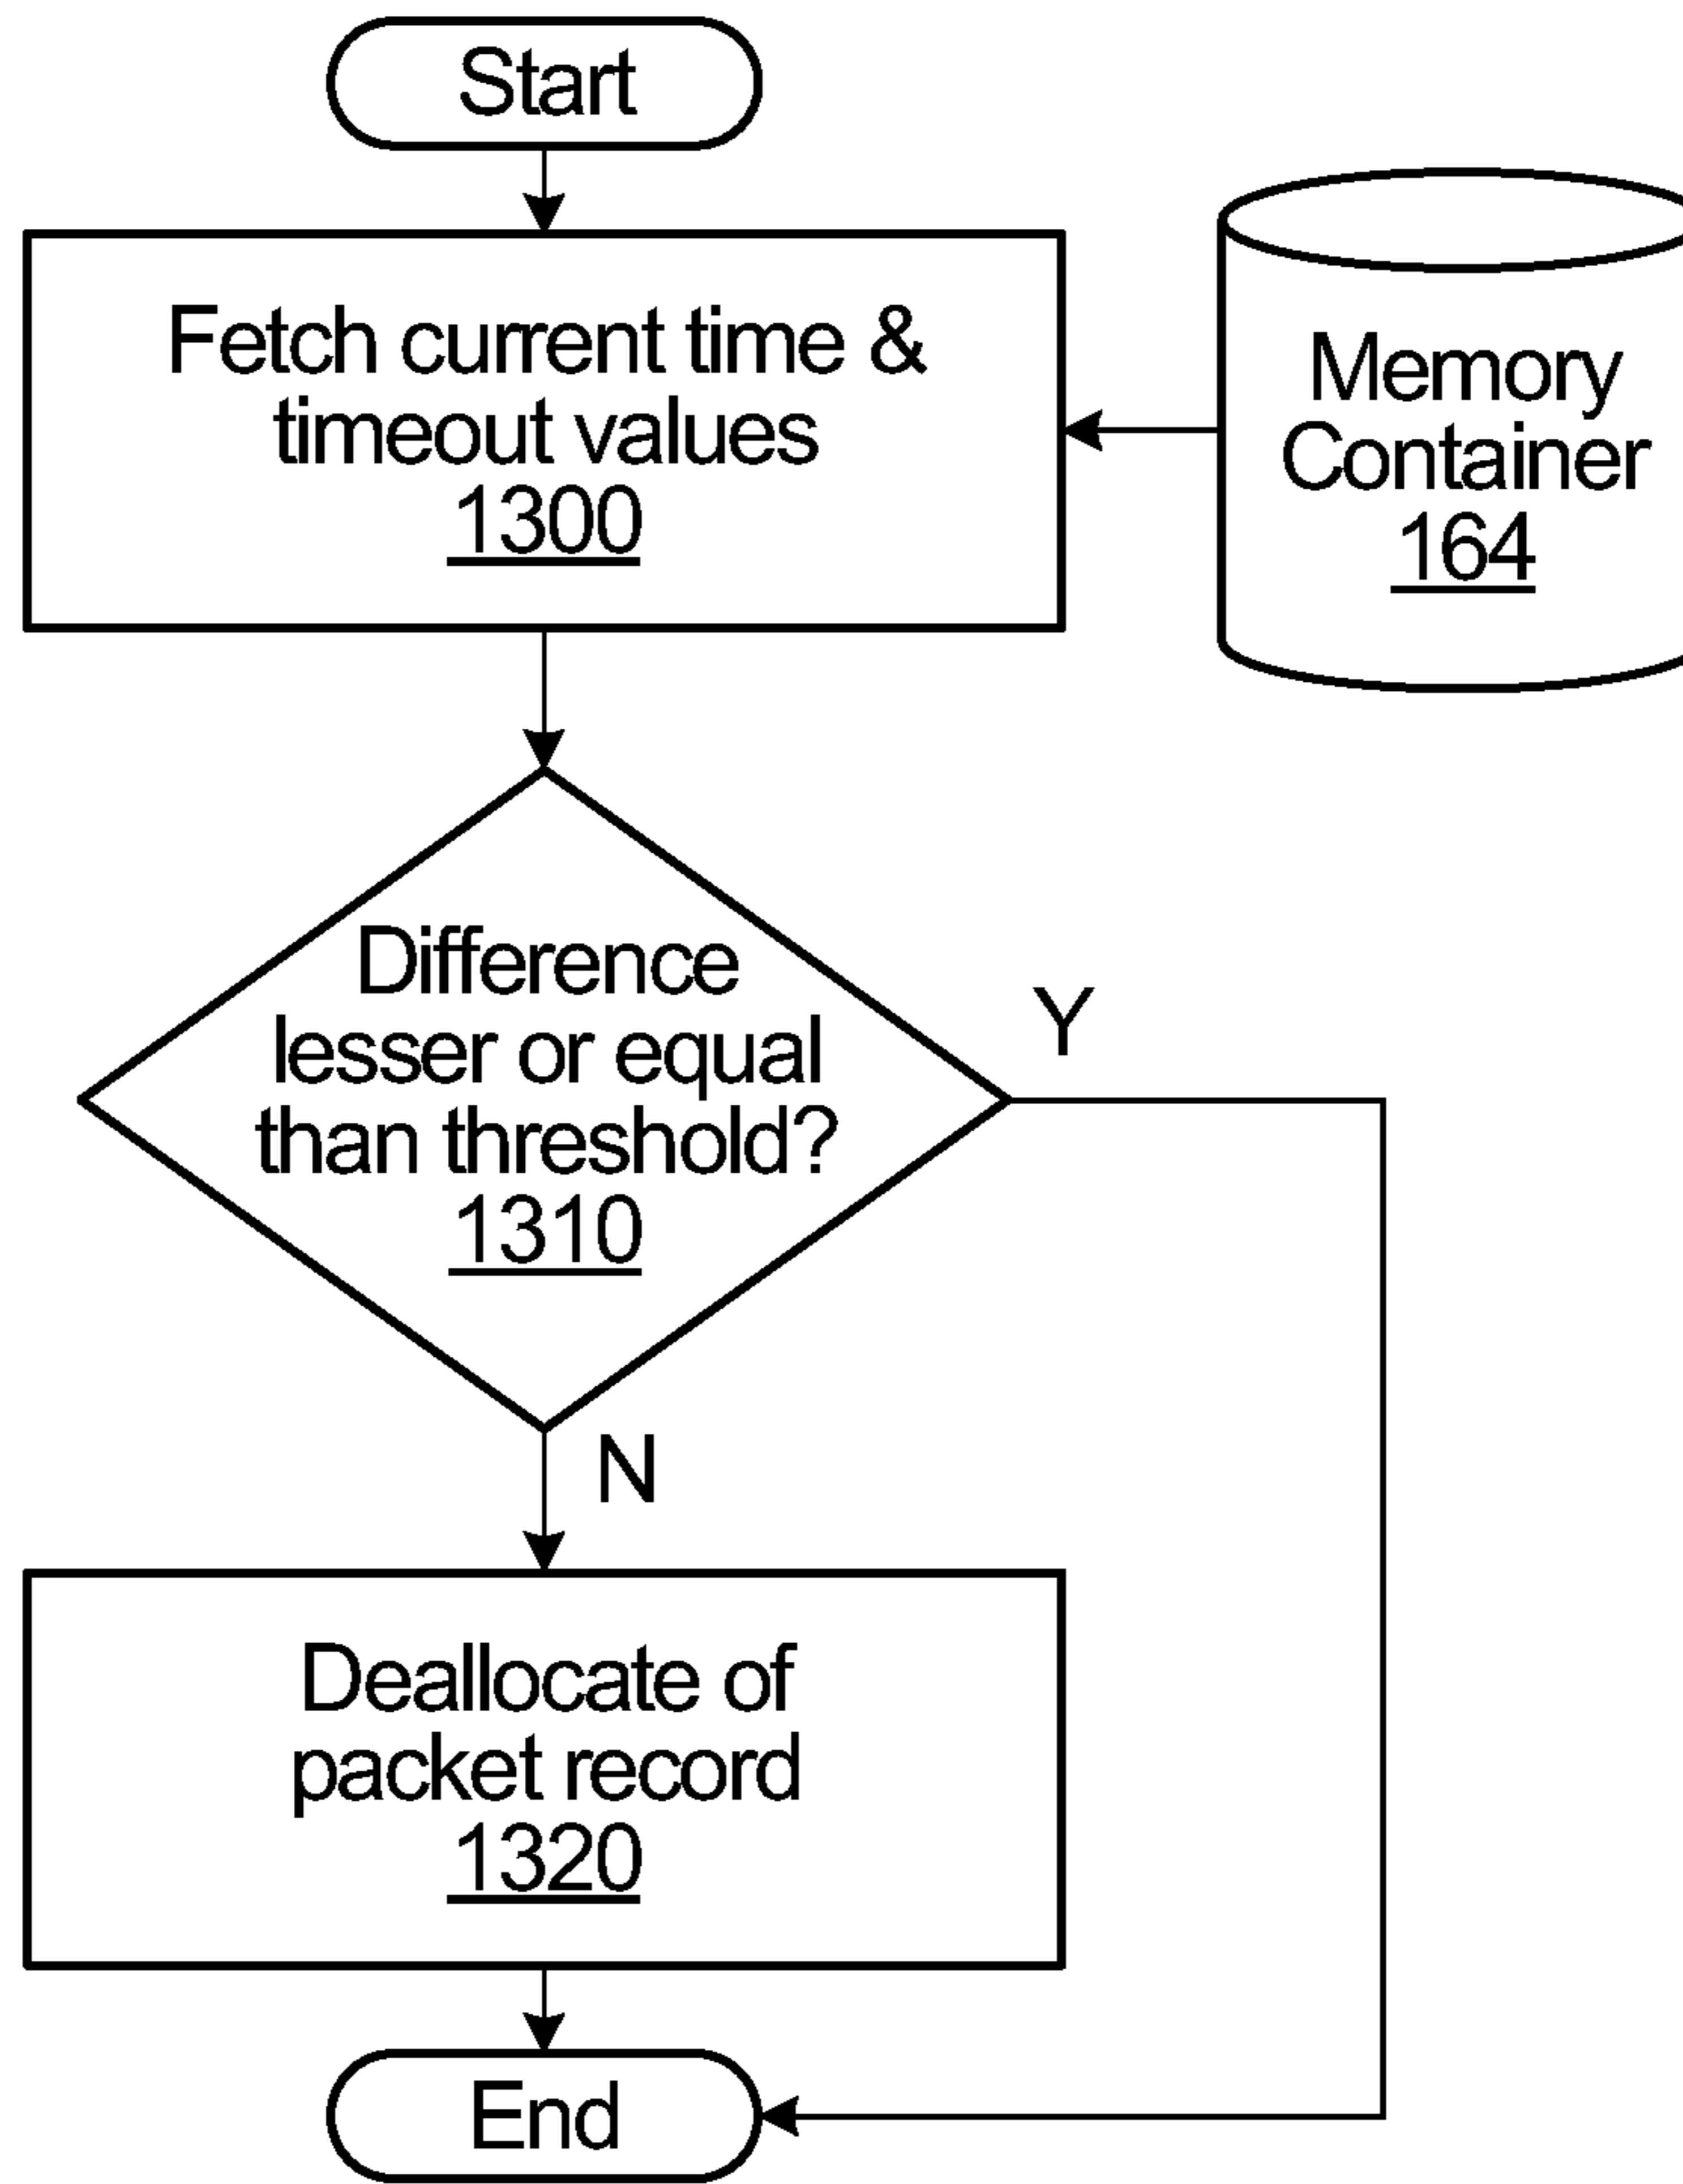 Start
Fetch current time &
timeout values
1300
Memory
Container
164
Difference
lesser or equal
than threshold?
1310
Y
N
Deallocate of
packet record
1320
End